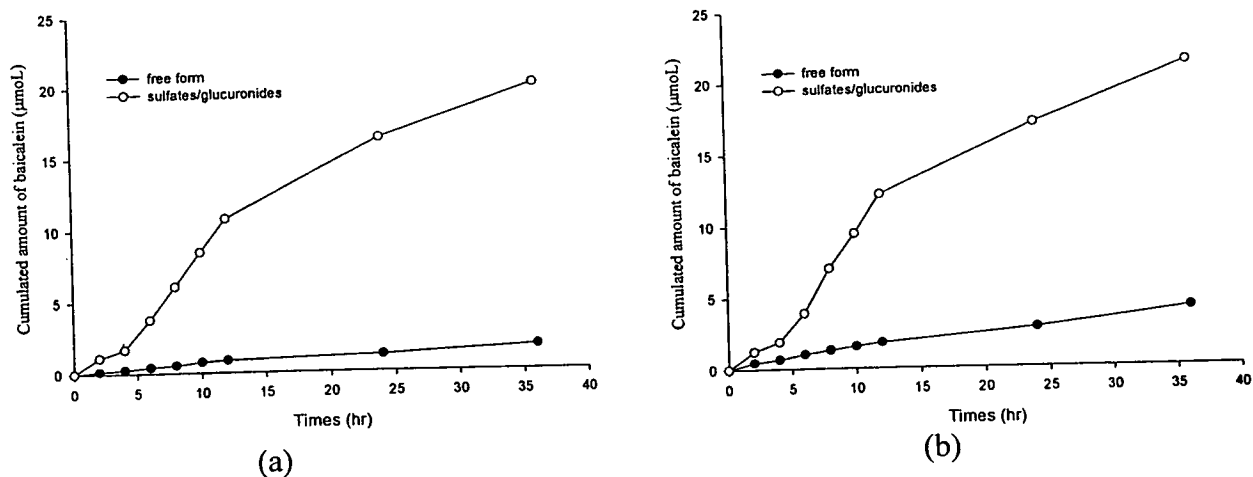 Cumulated amount of baicalein (μmoL)
25
20
15
10
5
0
free form
sulfates/glucuronides
0 5 10 15 20 25 30 35 40
Times (hr)
(a)
Cumulated amount of baicalein (μmoL)
25
20
15
10
5
0
free form
sulfates/glucuronides
0 5 10 15 20 25 30 35 40
Times (hr)
(b)